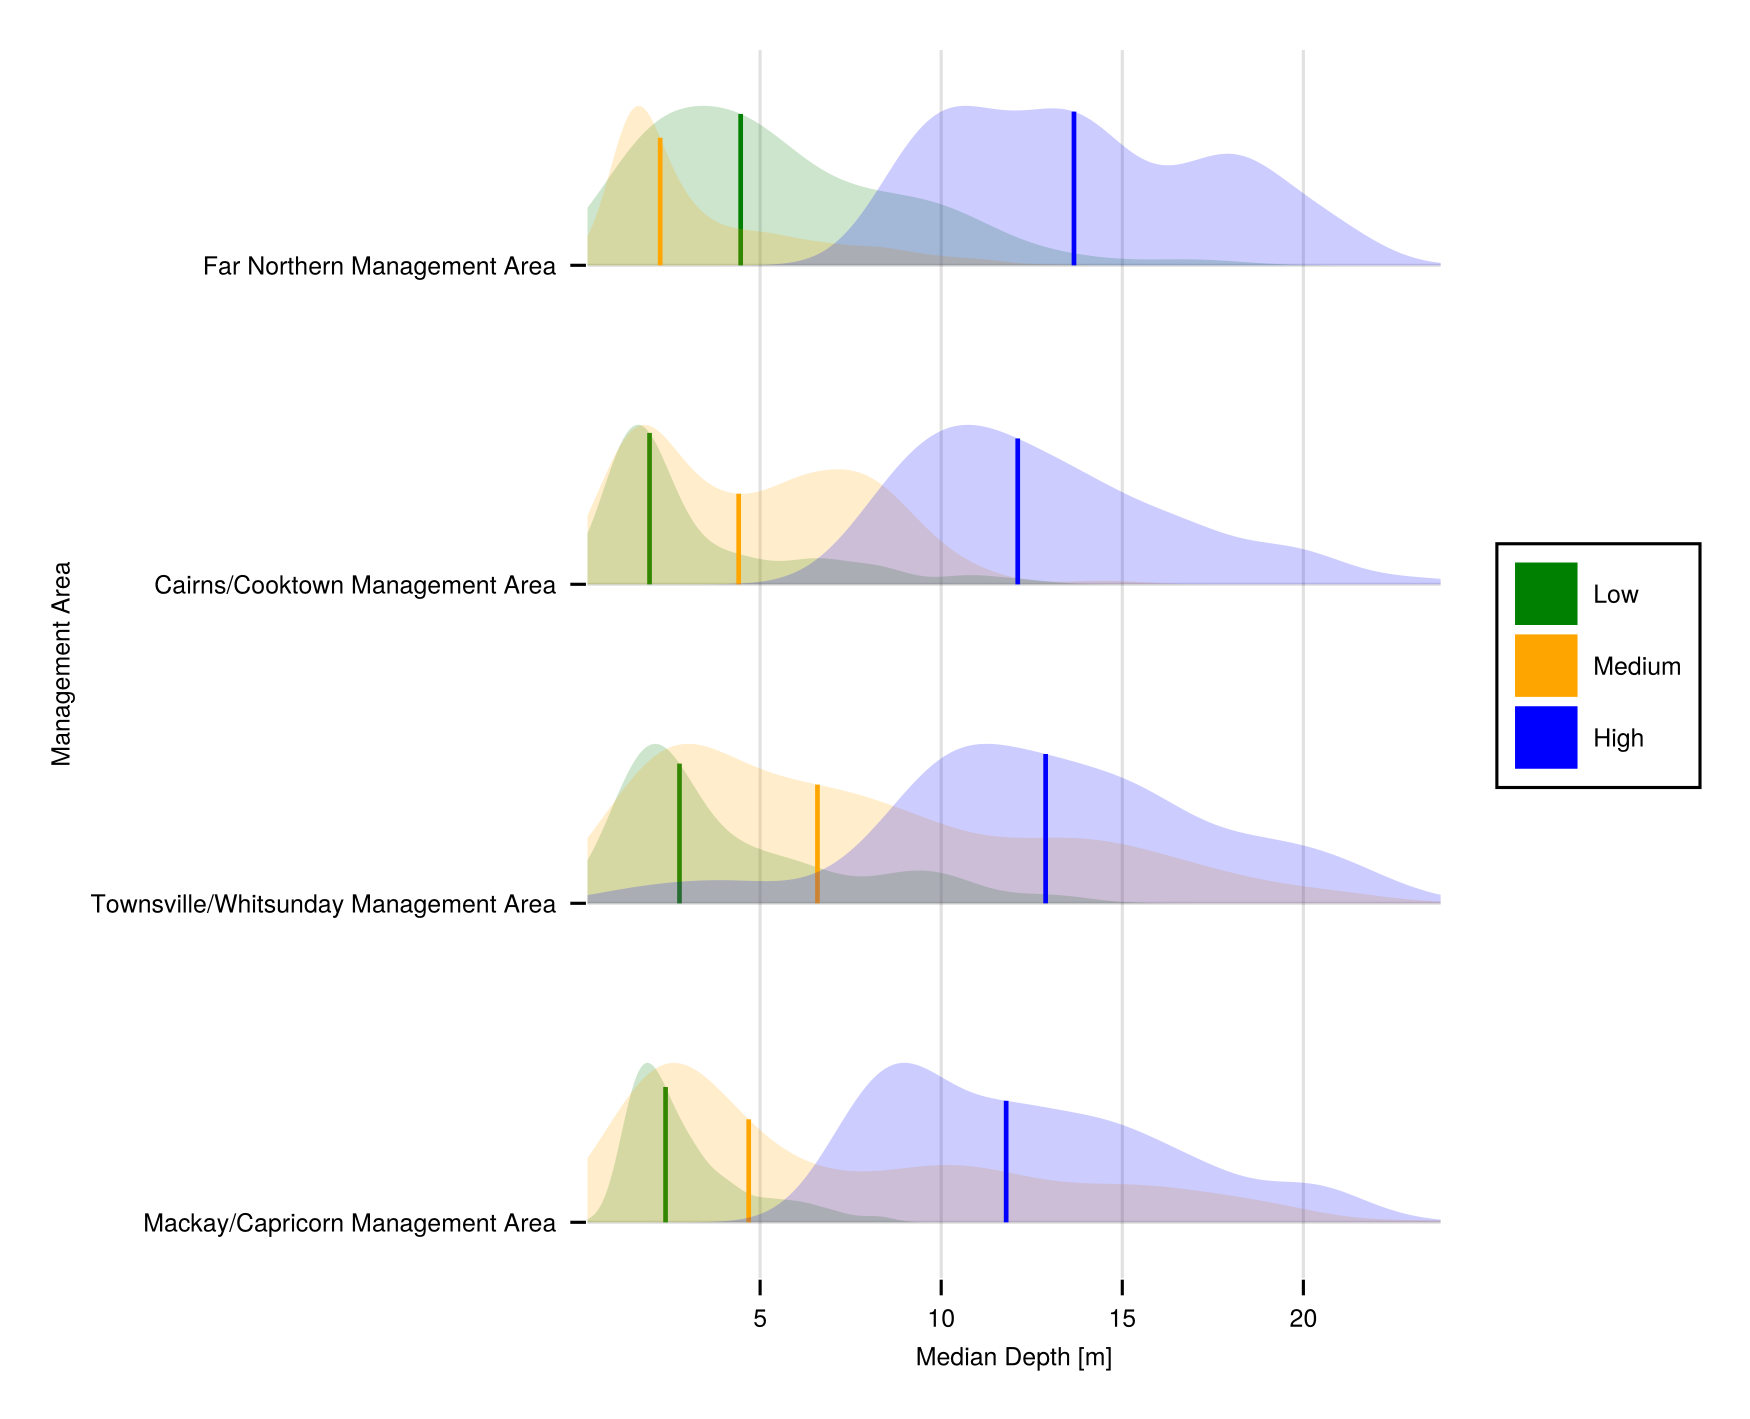 Far Northern Management Area
Cairns/Cooktown Management Area
Townsville/Whitsunday Management Area
Mackay/Capricorn Management Area
Management Area
5 10 15 20
Median Depth [m]
Low
Medium
High